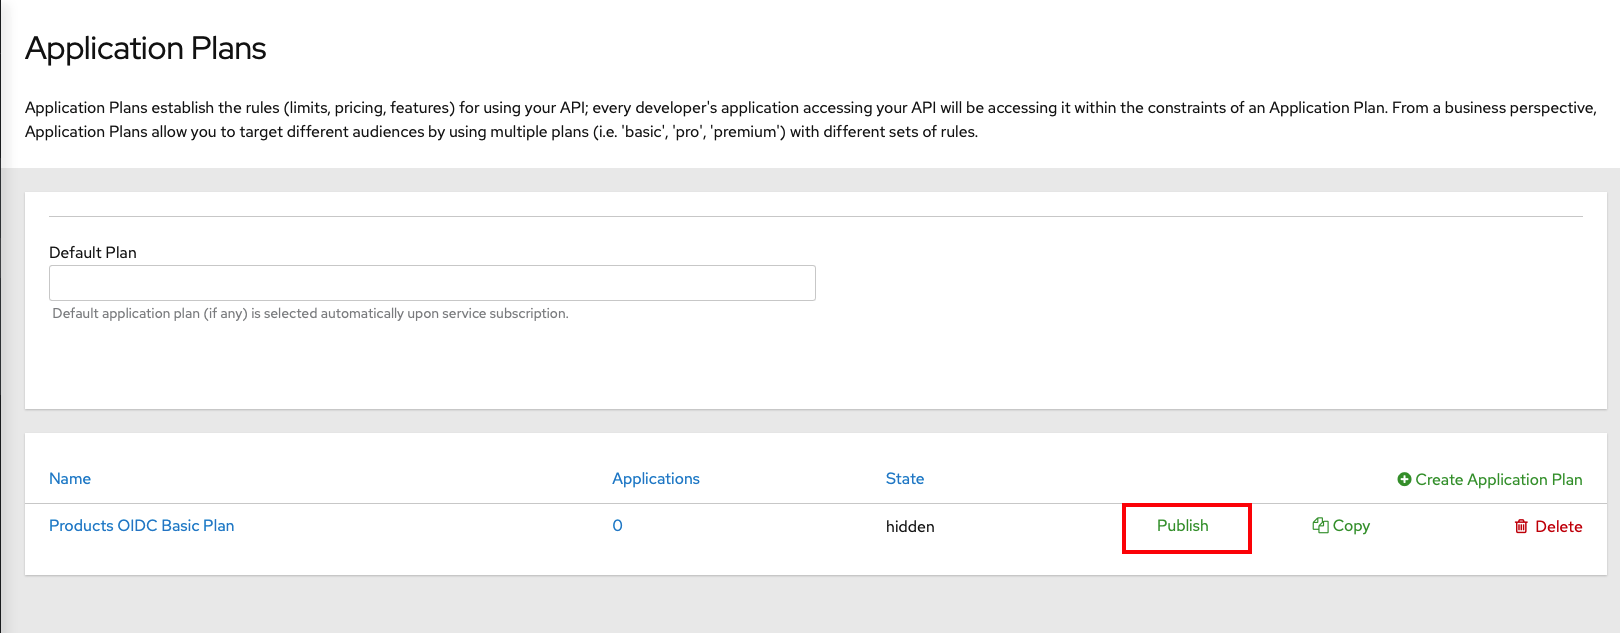 Application Plans
Application Plans establish the rules (limits, pricing, features) for using your API; every developer's application accessing your API will be accessing it within the constraints of an Application Plan. From a business perspective,
Application Plans allow you to target different audiences by using multiple plans (i.e. 'basic', 'pro', 'premium') with different sets of rules.
Default Plan
Default application plan (if any) is selected automatically upon service subscription.
Name Applications State Create Application Plan
Products OIDC Basic Plan 0 hidden Publish Copy Delete